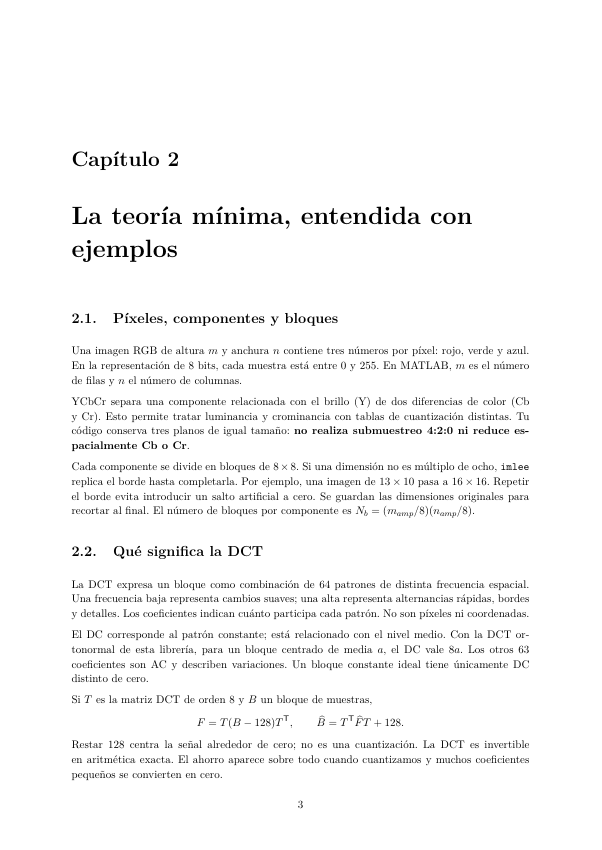 Capítulo 2
La teoría mínima, entendida con
ejemplos
2.1. Píxeles, componentes y bloques
Una imagen RGB de altura m y anchura n contiene tres números por píxel: rojo, verde y azul.
En la representación de 8 bits, cada muestra está entre 0 y 255. En MATLAB, m es el número
de filas y n el número de columnas.
YCbCr separa una componente relacionada con el brillo (Y) de dos diferencias de color (Cb
y Cr). Esto permite tratar luminancia y crominancia con tablas de cuantización distintas. Tu
código conserva tres planos de igual tamaño: no realiza submuestreo 4:2:0 ni reduce es-
pacialmente Cb o Cr.
Cada componente se divide en bloques de 8 × 8. Si una dimensión no es múltiplo de ocho, imlee
replica el borde hasta completarla. Por ejemplo, una imagen de 13 × 10 pasa a 16 × 16. Repetir
el borde evita introducir un salto artificial a cero. Se guardan las dimensiones originales para
recortar al final. El número de bloques por componente es N_b = (m_{amp}/8)(n_{amp}/8).
2.2. Qué significa la DCT
La DCT expresa un bloque como combinación de 64 patrones de distinta frecuencia espacial.
Una frecuencia baja representa cambios suaves; una alta representa alternancias rápidas, bordes
y detalles. Los coeficientes indican cuánto participa cada patrón. No son píxeles ni coordenadas.
El DC corresponde al patrón constante; está relacionado con el nivel medio. Con la DCT or-
tonormal de esta librería, para un bloque centrado de media a, el DC vale 8a. Los otros 63
coeficientes son AC y describen variaciones. Un bloque constante ideal tiene únicamente DC
distinto de cero.
Si T es la matriz DCT de orden 8 y B un bloque de muestras,
F = T(B − 128)T^T, B̂ = T^T F̂ T + 128.
Restar 128 centra la señal alrededor de cero; no es una cuantización. La DCT es invertible
en aritmética exacta. El ahorro aparece sobre todo cuando cuantizamos y muchos coeficientes
pequeños se convierten en cero.
3